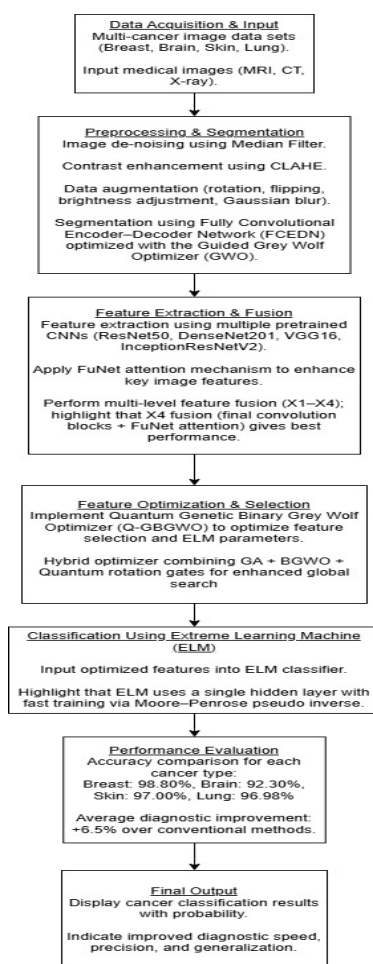 Data Acquisition & Input
Multi-cancer image data sets
(Breast, Brain, Skin, Lung).
Input medical images (MRI, CT,
X-ray).
Preprocessing & Segmentation
Image de-noising using Median Filter.
Contrast enhancement using CLAHE.
Data augmentation (rotation, flipping,
brightness adjustment, Gaussian blur).
Segmentation using Fully Convolutional
Encoder–Decoder Network (FCEDN)
optimized with the Guided Grey Wolf
Optimizer (GWO).
Feature Extraction & Fusion
Feature extraction using multiple pretrained
CNNs (ResNet50, DenseNet201, VGG16,
InceptionResNetV2).
Apply FuNet attention mechanism to enhance
key image features.
Perform multi-level feature fusion (X1–X4);
highlight that X4 fusion (final convolution
blocks + FuNet attention) gives best
performance.
Feature Optimization & Selection
Implement Quantum Genetic Binary Grey Wolf
Optimizer (Q-GBGWO) to optimize feature
selection and ELM parameters.
Hybrid optimizer combining GA + BGWO +
Quantum rotation gates for enhanced global
search
Classification Using Extreme Learning Machine
(ELM)
Input optimized features into ELM classifier.
Highlight that ELM uses a single hidden layer with
fast training via Moore–Penrose pseudo inverse.
Performance Evaluation
Accuracy comparison for each
cancer type:
Breast: 98.80%, Brain: 92.30%,
Skin: 97.00%, Lung: 96.98%
Average diagnostic improvement:
+6.5% over conventional methods.
Final Output
Display cancer classification results
with probability.
Indicate improved diagnostic speed,
precision, and generalization.